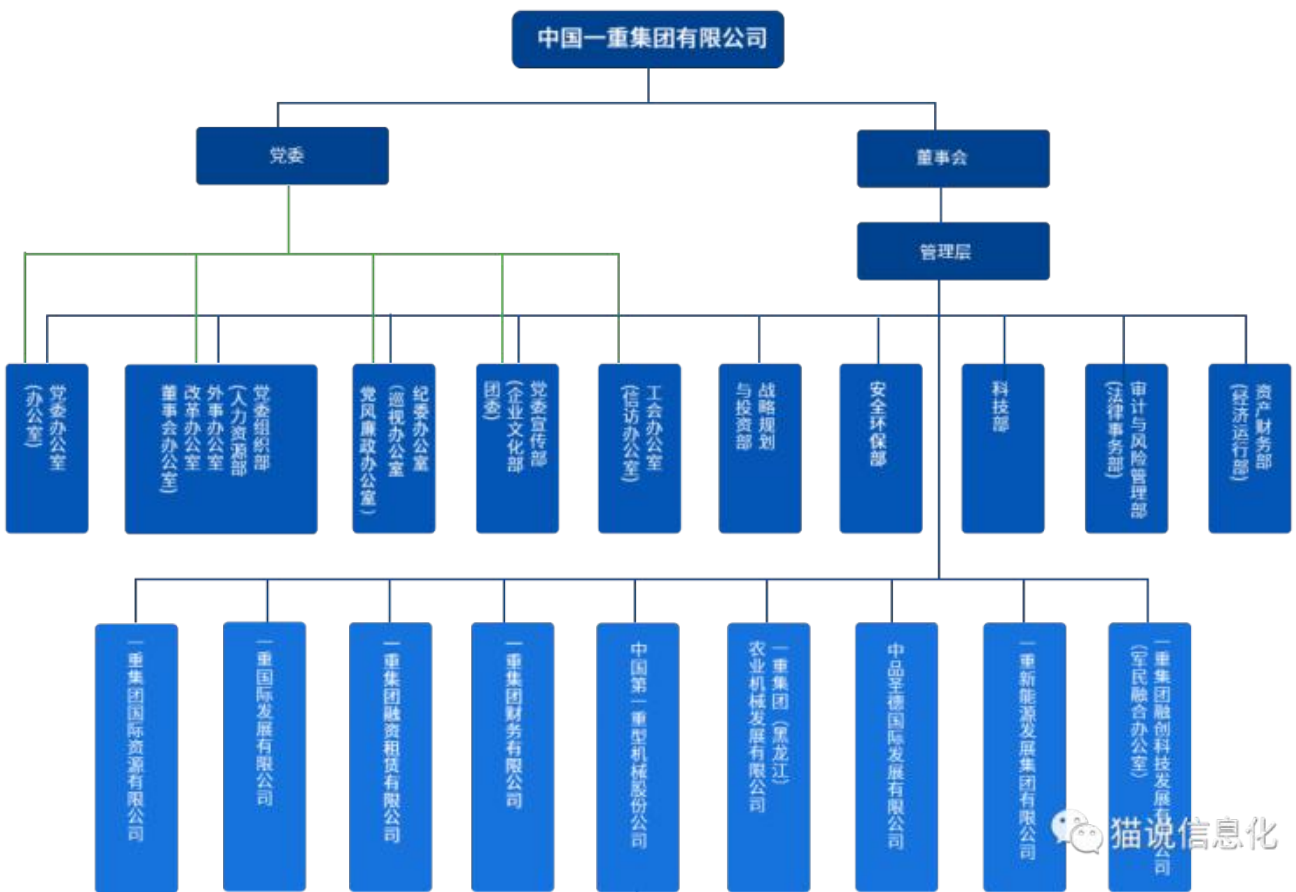 中国一重集团有限公司
党委
董事会
管理层
党委办公室
(办公室)
党委组织部
(人力资源部
外事办公室
改革办公室
董事会办公室)
纪委办公室
(巡视办公室
党风廉政办公室)
党委宣传部
(企业文化部
团委)
工会办公室
(信访办公室)
战略规划
与投资部
安全环保部
科技部
审计与风险管理部
(法律事务部)
资产财务部
(经济运行部)
一重集团国际资源有限公司
一重国际发展有限公司
一重集团融资租赁有限公司
一重集团财务有限公司
中国第一重型机械股份公司
一重集团(黑龙江)
农业机械发展有限公司
中品圣德国际发展有限公司
一重新能源发展集团有限公司
一重集团融创科技发展有公司
(军民融合办公室)
猫说信息化